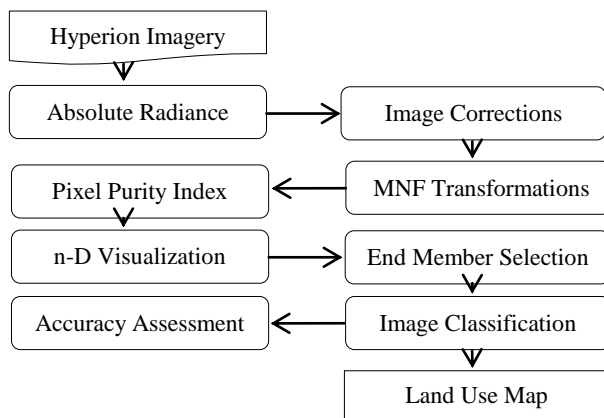 Hyperion Imagery
Absolute Radiance
Image Corrections
Pixel Purity Index
MNF Transformations
n-D Visualization
End Member Selection
Accuracy Assessment
Image Classification
Land Use Map